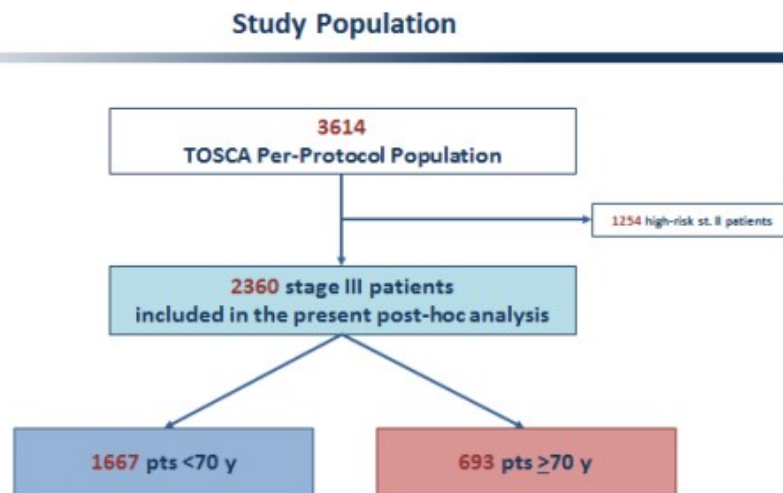 Study Population
3614
TOSCA Per-Protocol Population
1254 high-risk st. II patients
2360 stage III patients
included in the present post-hoc analysis
1667 pts <70 y
693 pts ≥70 y